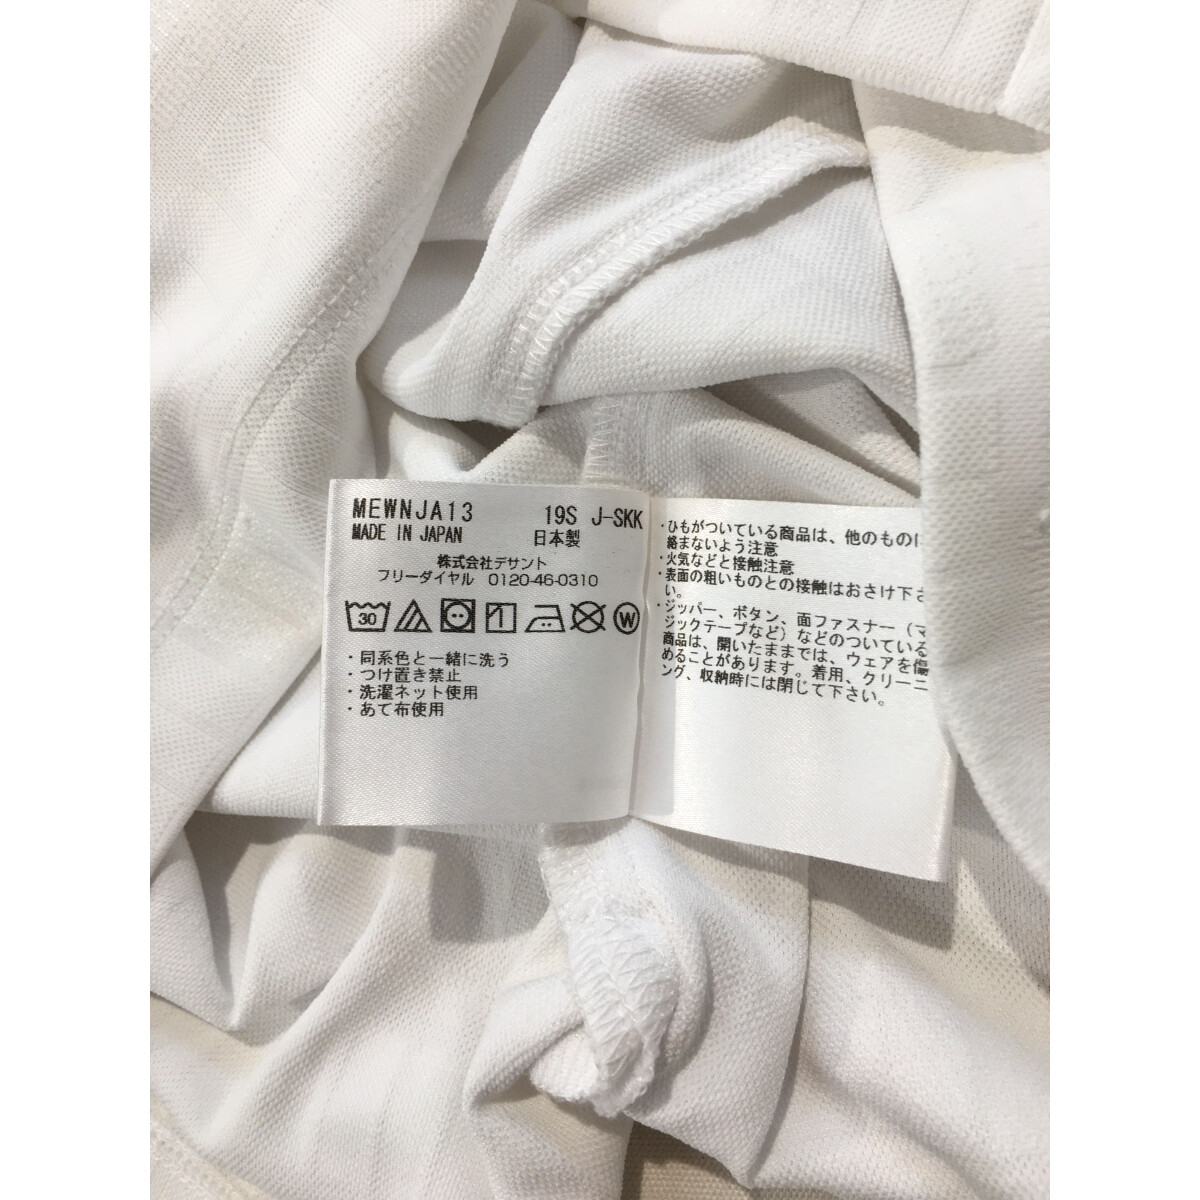 MEWNJA13 19S J-SKK
MADE IN JAPAN 日本製
株式会社デサント
フリーダイヤル 0120-46-0310
30 W
・同系色と一緒に洗う
・つけ置き禁止
・洗濯ネット使用
・あて布使用
・ひもがついている商品は、他のものに
絡まないよう注意
・火気などと接触注意
・表面の粗いものとの接触はおさけ下さ
い。
・ジッパー、ボタン、面ファスナー（マ
ジックテープなど）などのついている
商品は、開いたままでは、ウェアを傷
めることがあります。着用、クリーニ
ング、収納時には閉じて下さい。